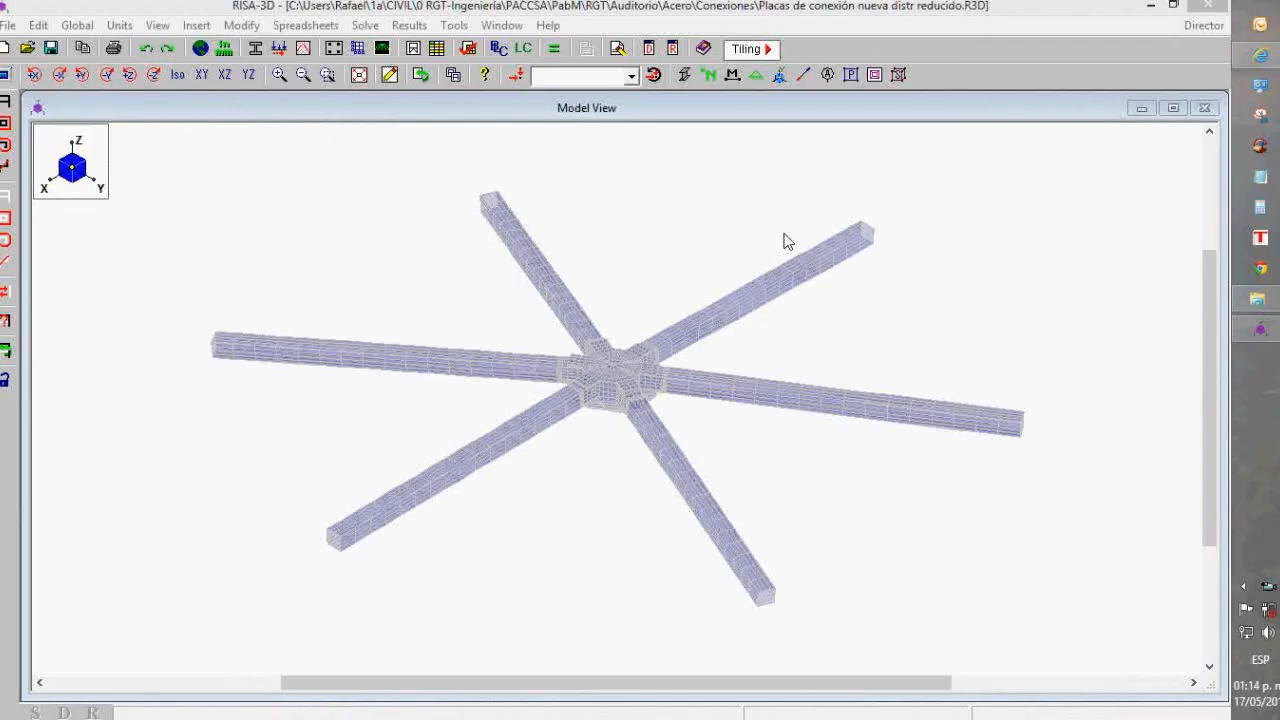 RISA-3D - [C:\Users\Rafael\1a\CIVIL\0 RGT-Ingeniería\PACCSA\PabM\RGT\Auditorio\Acero\Conexiones\Placas de conexión nueva distr reducido.R3D]
File Edit Global Units View Insert Modify Spreadsheets Solve Results Tools Window Help Director
LC Tiling
Iso XY XZ YZ
Model View
Z
X Y
ESP
01:14 p. n
17/05/20
S D R